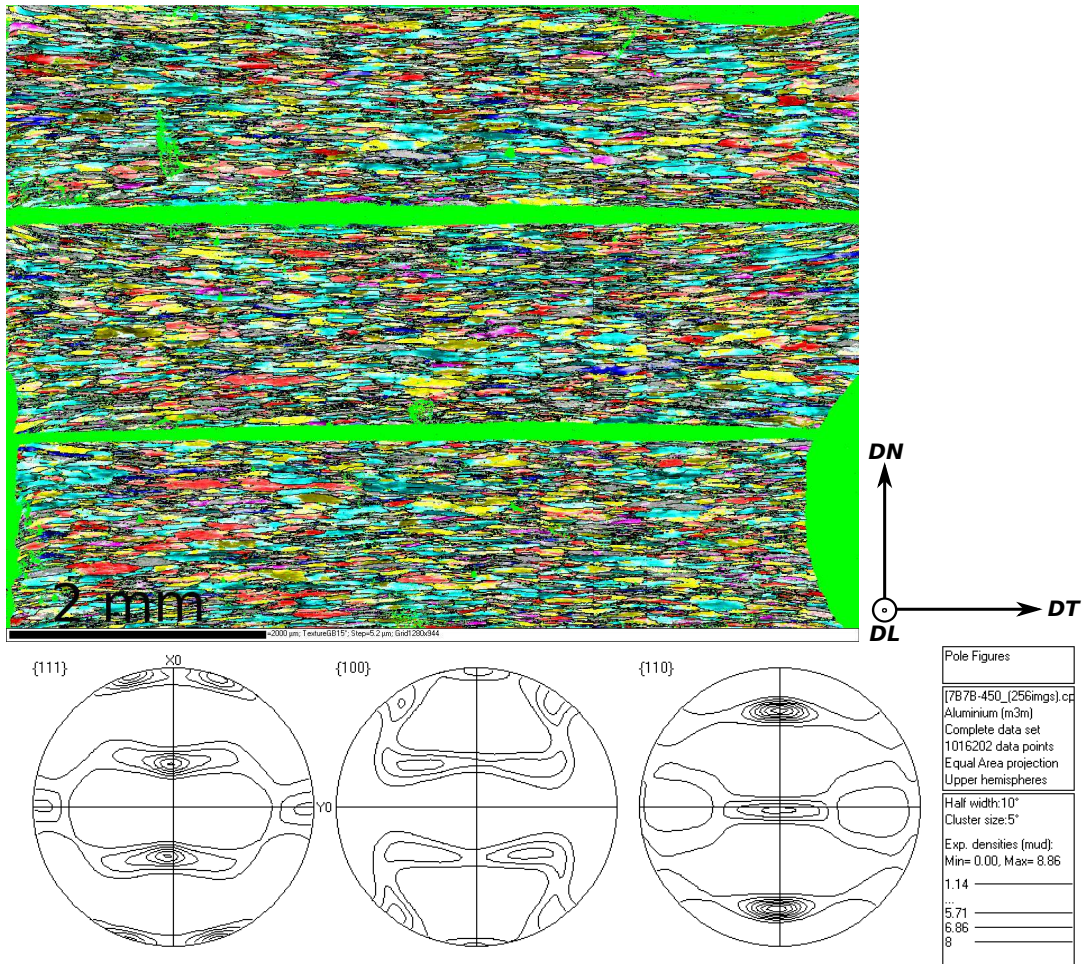 DN
DT
DL
2 mm
=2000 µm; TextureGB15°; Step=5.2 µm; Grid1280x944
{111}
X0
Y0
{100}
{110}
Pole Figures
[7B7B-450_(256imgs).cp
Aluminium (m3m)
Complete data set
1016202 data points
Equal Area projection
Upper hemispheres
Half width:10°
Cluster size:5°
Exp. densities (mud):
Min= 0.00, Max= 8.86
1.14
...
5.71
6.86
8